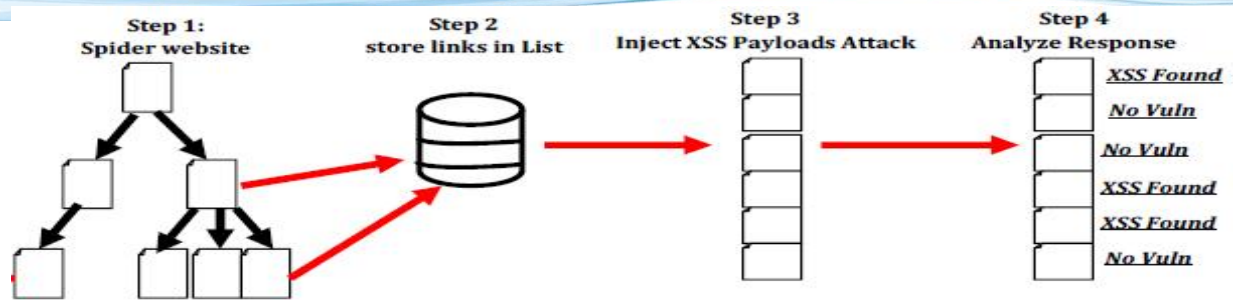 Step 1:
Spider website
Step 2
store links in List
Step 3
Inject XSS Payloads Attack
Step 4
Analyze Response
XSS Found
No Vuln
No Vuln
XSS Found
XSS Found
No Vuln